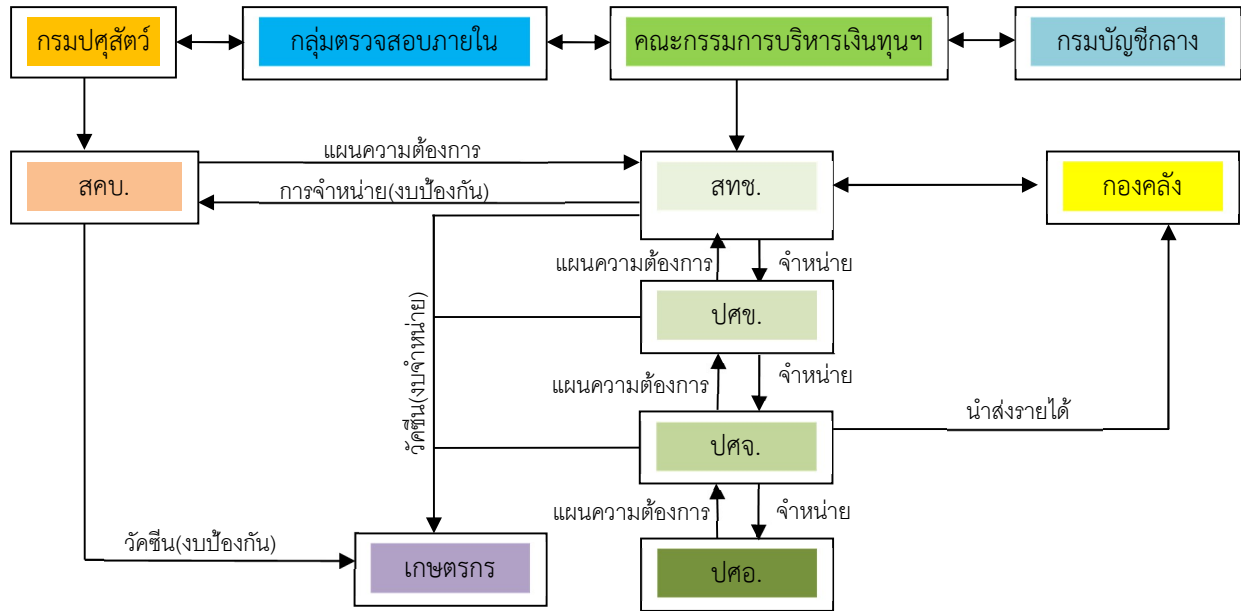 กรมปศุสัตว์
กลุ่มตรวจสอบภายใน
คณะกรรมการบริหารเงินทุนฯ
กรมบัญชีกลาง
แผนความต้องการ
สคบ.
สทช.
กองคลัง
การจำหน่าย(งบป้องกัน)
แผนความต้องการ
จำหน่าย
ปศข.
วัคซีน(งบจำหน่าย)
แผนความต้องการ
จำหน่าย
นำส่งรายได้
ปศจ.
แผนความต้องการ
จำหน่าย
วัคซีน(งบป้องกัน)
เกษตรกร
ปศอ.